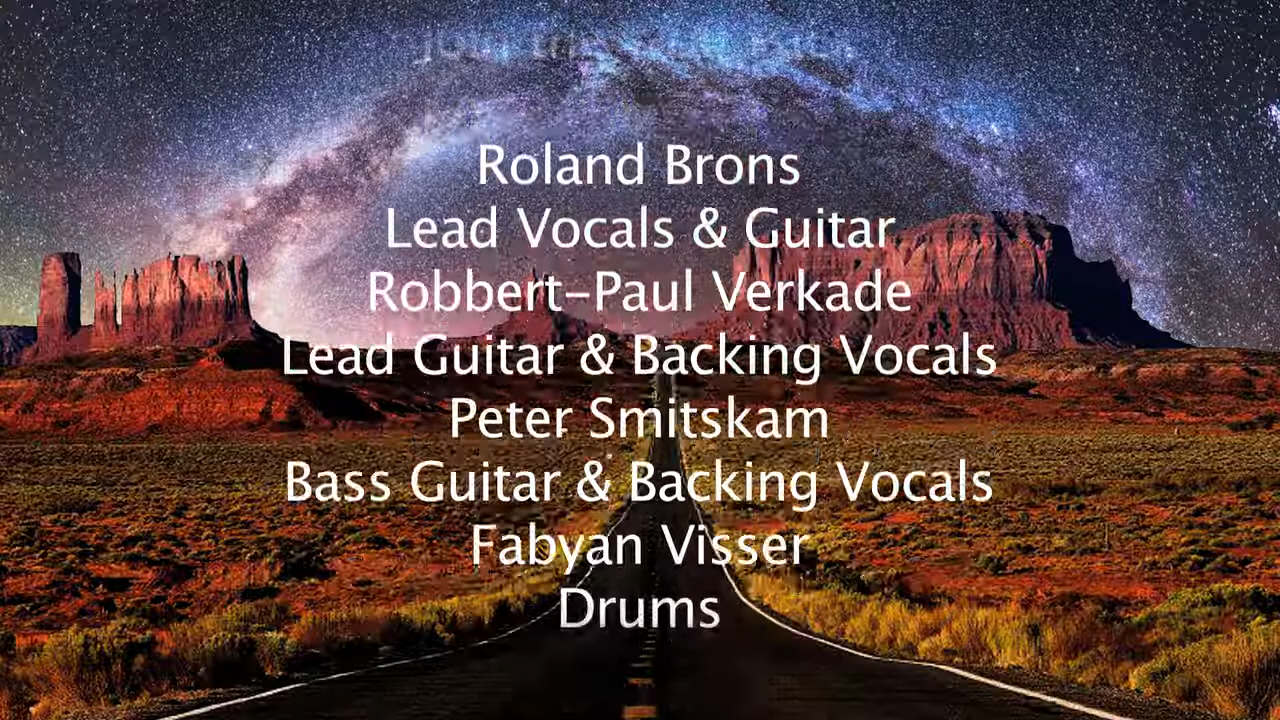 Roland Brons
Lead Vocals & Guitar
Robbert-Paul Verkade
Lead Guitar & Backing Vocals
Peter Smitskam
Bass Guitar & Backing Vocals
Fabyan Visser
Drums